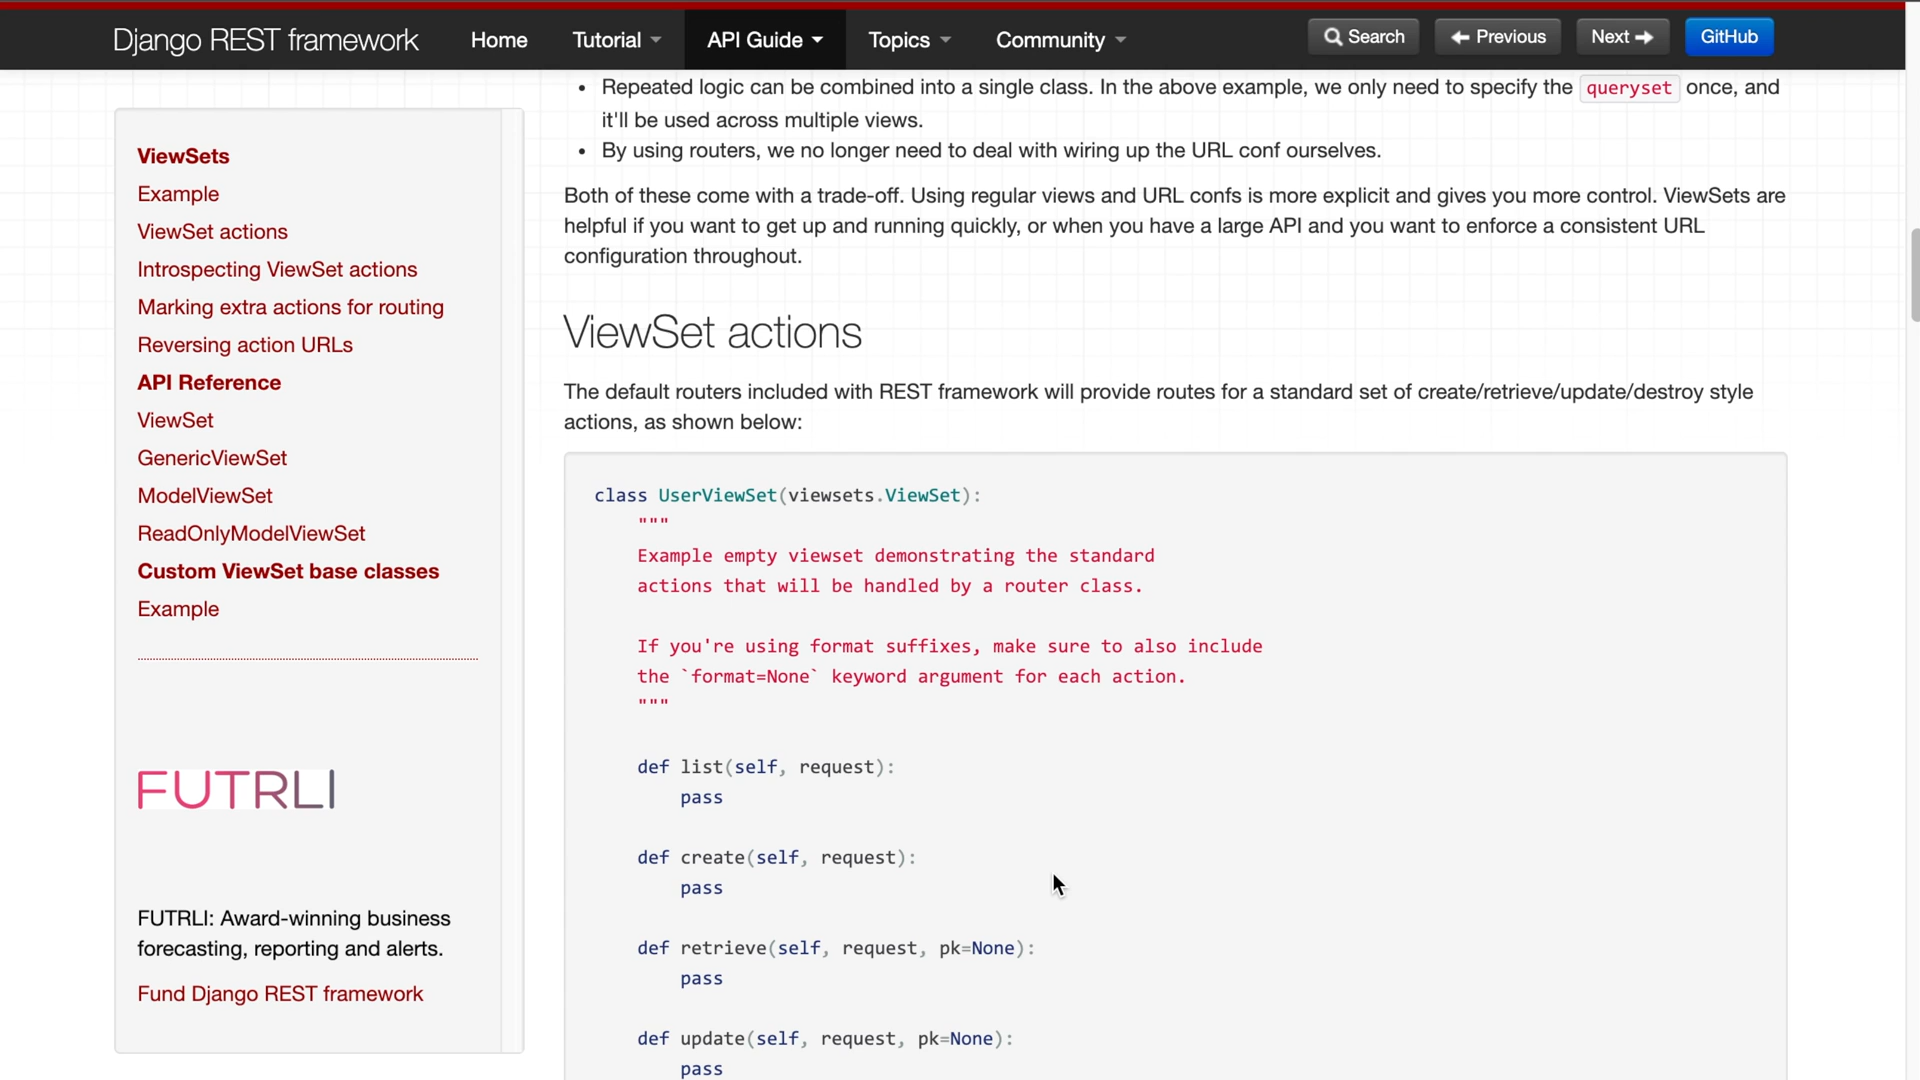 Django REST framework
Home
Tutorial
API Guide
Topics
Community
Search
Previous
Next
GitHub
ViewSets
Example
ViewSet actions
Introspecting ViewSet actions
Marking extra actions for routing
Reversing action URLs
API Reference
ViewSet
GenericViewSet
ModelViewSet
ReadOnlyModelViewSet
Custom ViewSet base classes
Example
FUTRLI
FUTRLI: Award-winning business
forecasting, reporting and alerts.
Fund Django REST framework
• Repeated logic can be combined into a single class. In the above example, we only need to specify the queryset once, and
it'll be used across multiple views.
• By using routers, we no longer need to deal with wiring up the URL conf ourselves.
Both of these come with a trade-off. Using regular views and URL confs is more explicit and gives you more control. ViewSets are
helpful if you want to get up and running quickly, or when you have a large API and you want to enforce a consistent URL
configuration throughout.
ViewSet actions
The default routers included with REST framework will provide routes for a standard set of create/retrieve/update/destroy style
actions, as shown below:
class UserViewSet(viewsets.ViewSet):
    """
    Example empty viewset demonstrating the standard
    actions that will be handled by a router class.

    If you're using format suffixes, make sure to also include
    the `format=None` keyword argument for each action.
    """

    def list(self, request):
        pass

    def create(self, request):
        pass

    def retrieve(self, request, pk=None):
        pass

    def update(self, request, pk=None):
        pass